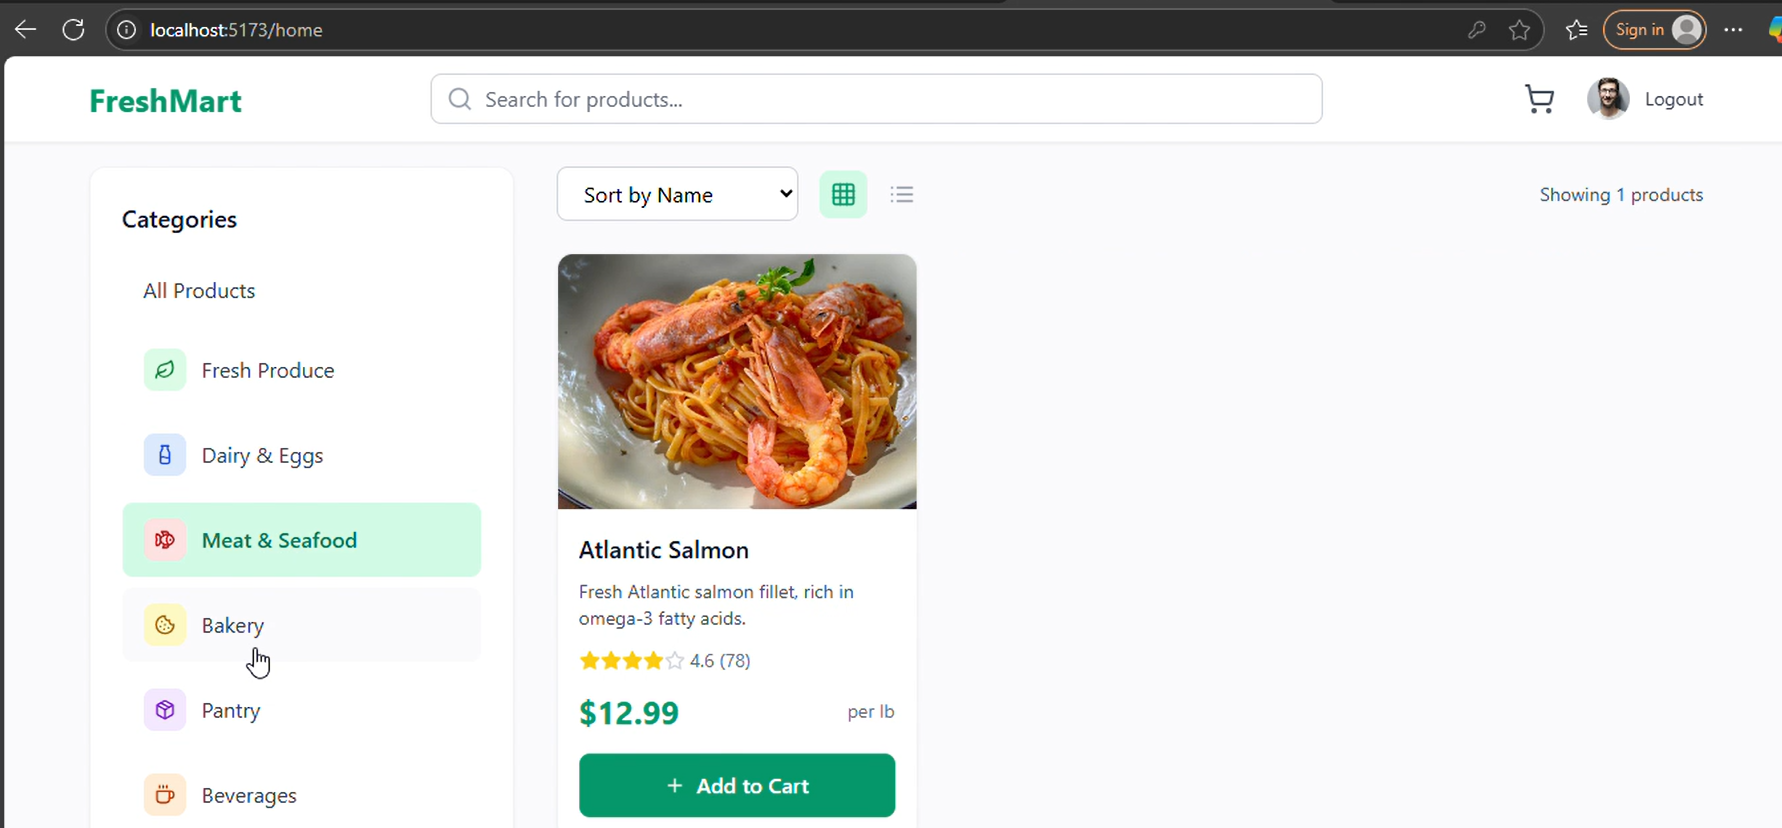 localhost:5173/home
Sign in
FreshMart
Search for products...
Logout
Categories
All Products
Fresh Produce
Dairy & Eggs
Meat & Seafood
Bakery
Pantry
Beverages
Sort by Name
Showing 1 products
Atlantic Salmon
Fresh Atlantic salmon fillet, rich in
omega-3 fatty acids.
4.6 (78)
$12.99
per lb
+ Add to Cart